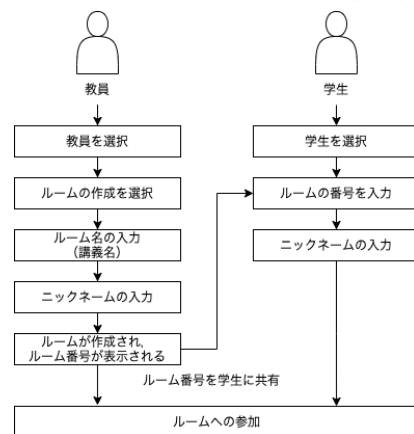 教員
教員を選択
ルームの作成を選択
ルーム名の入力
（講義名）
ニックネームの入力
ルームが作成され,
ルーム番号が表示される
ルーム番号を学生に共有
学生
学生を選択
ルームの番号を入力
ニックネームの入力
ルームへの参加